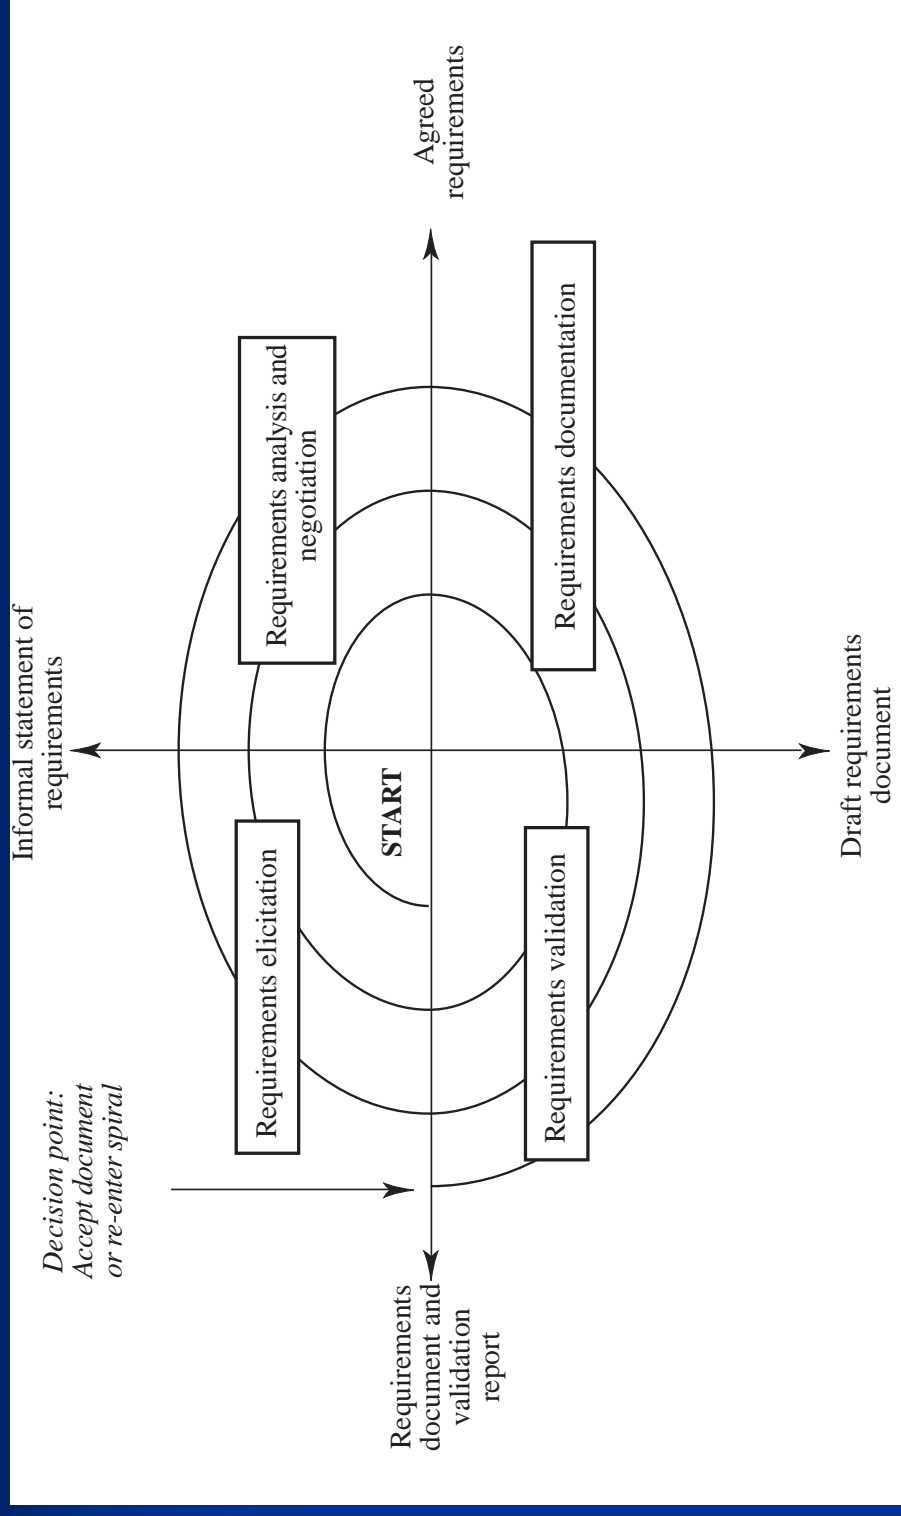 Informal statement of
requirements
Decision point:
Accept document
or re-enter spiral
Requirements elicitation
Requirements analysis and
negotiation
START
Agreed
requirements
Requirements
document and
validation
report
Requirements validation
Requirements documentation
Draft requirements
document